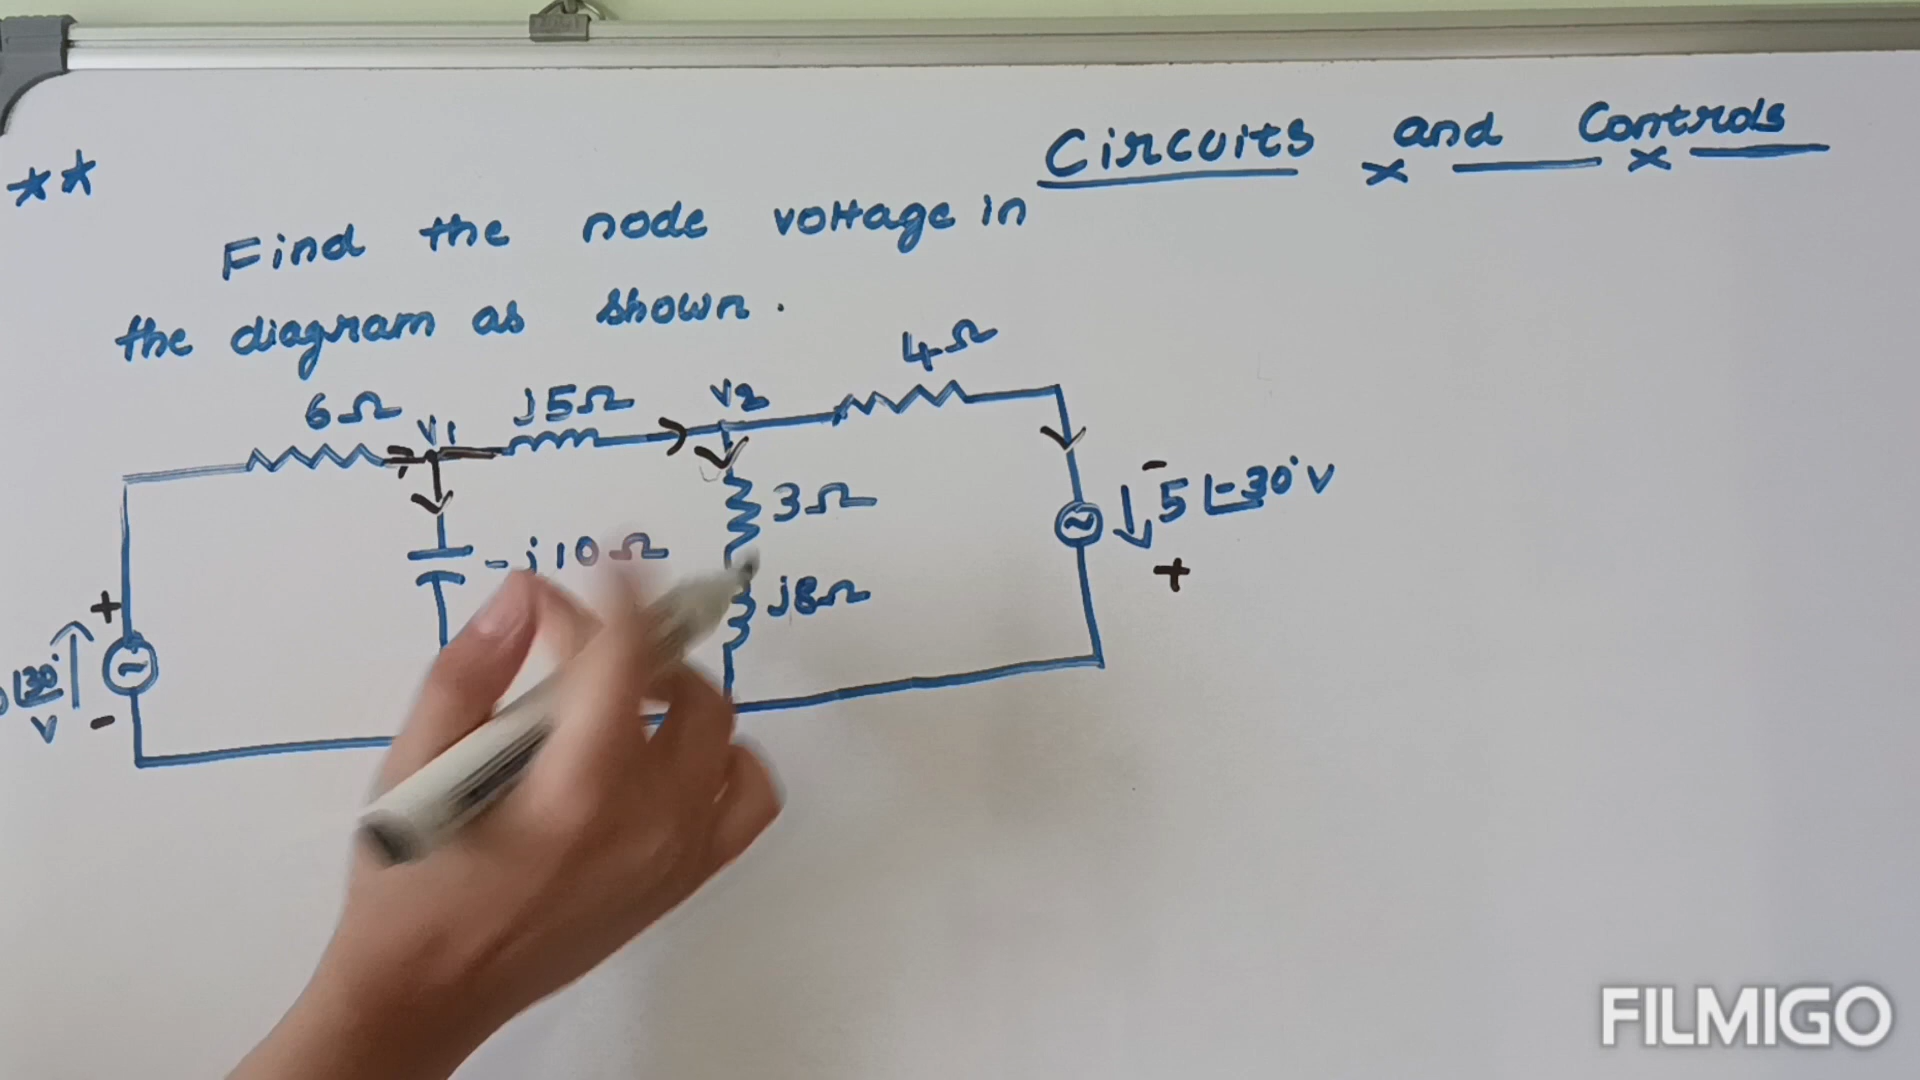 Circuits and Controls
Find the node voltage in
the diagram as shown.
4Ω
6Ω
V1
j5Ω
V2
3Ω
-
5∠-30° V
-j10Ω
j8Ω
+
+
∠30°
V
-
FILMIGO